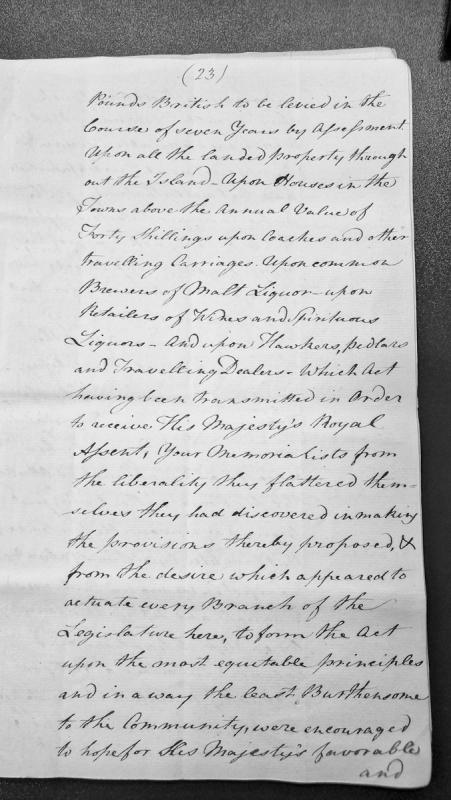 (23)
Pounds British to be levied in the
Course of seven Years by Assessment
Upon all the landed property through
out the Island – Upon Houses in the
Towns above the Annual Value of
Forty Shillings upon Coaches and other
travelling Carriages. Upon common
Brewers of Malt Liquor – upon
Retailers of Wines and Spirituous
Liquors – And upon Hawkers, Pedlars
and Travelling Dealers – Which Act
having been transmitted in Order
to receive His Majesty's Royal
Assent, Your Memorialists from
the liberality they flattered them-
selves they had discovered in making
the provisions thereby proposed, &
from the desire which appeared to
actuate every Branch of the
Legislature here, to form the Act
upon the most equitable principles
and in a way the least Burthensome
to the Community, were encouraged
to hope for His Majesty's favorable
and